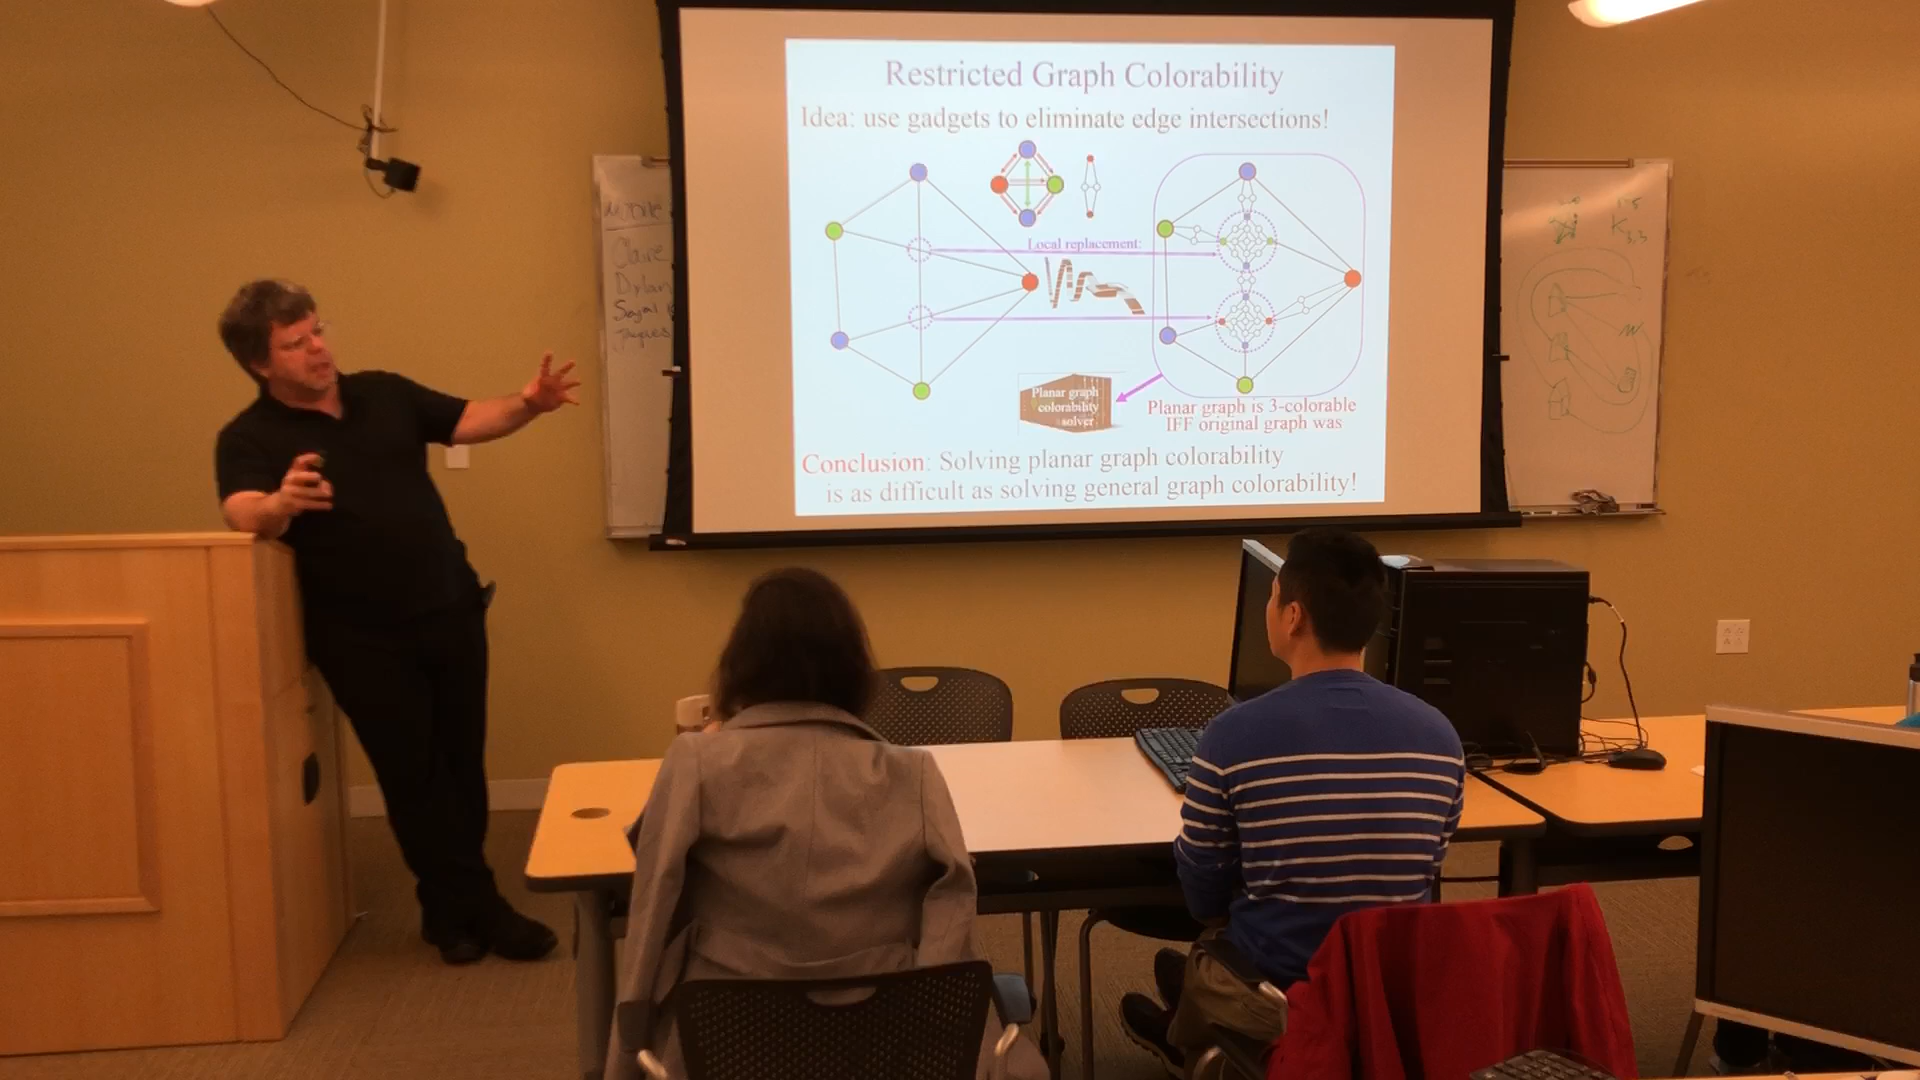 Restricted Graph Colorability
Idea: use gadgets to eliminate edge intersections!
Local replacement:
Planar graph
colorability
solver
Planar graph is 3-colorable
IFF original graph was
Conclusion: Solving planar graph colorability
is as difficult as solving general graph colorability!
Claire
Dylan
K3,3